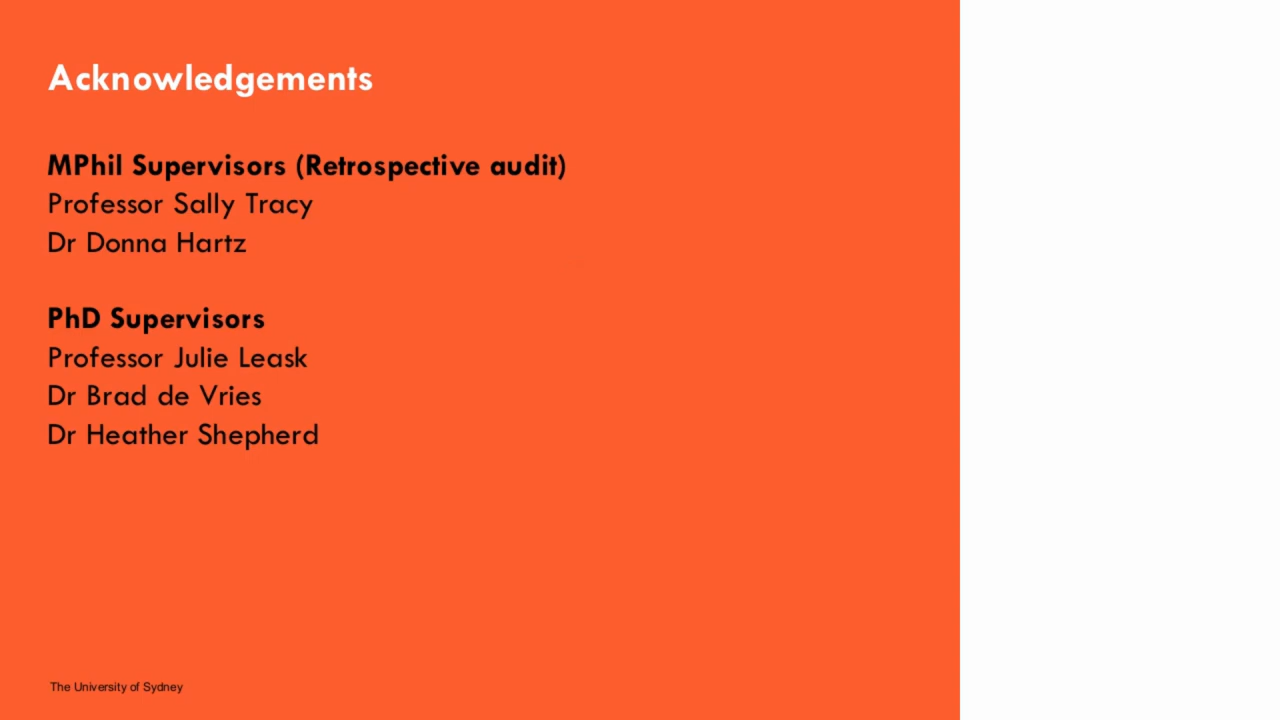 Acknowledgements
MPhil Supervisors (Retrospective audit)
Professor Sally Tracy
Dr Donna Hartz
PhD Supervisors
Professor Julie Leask
Dr Brad de Vries
Dr Heather Shepherd
The University of Sydney